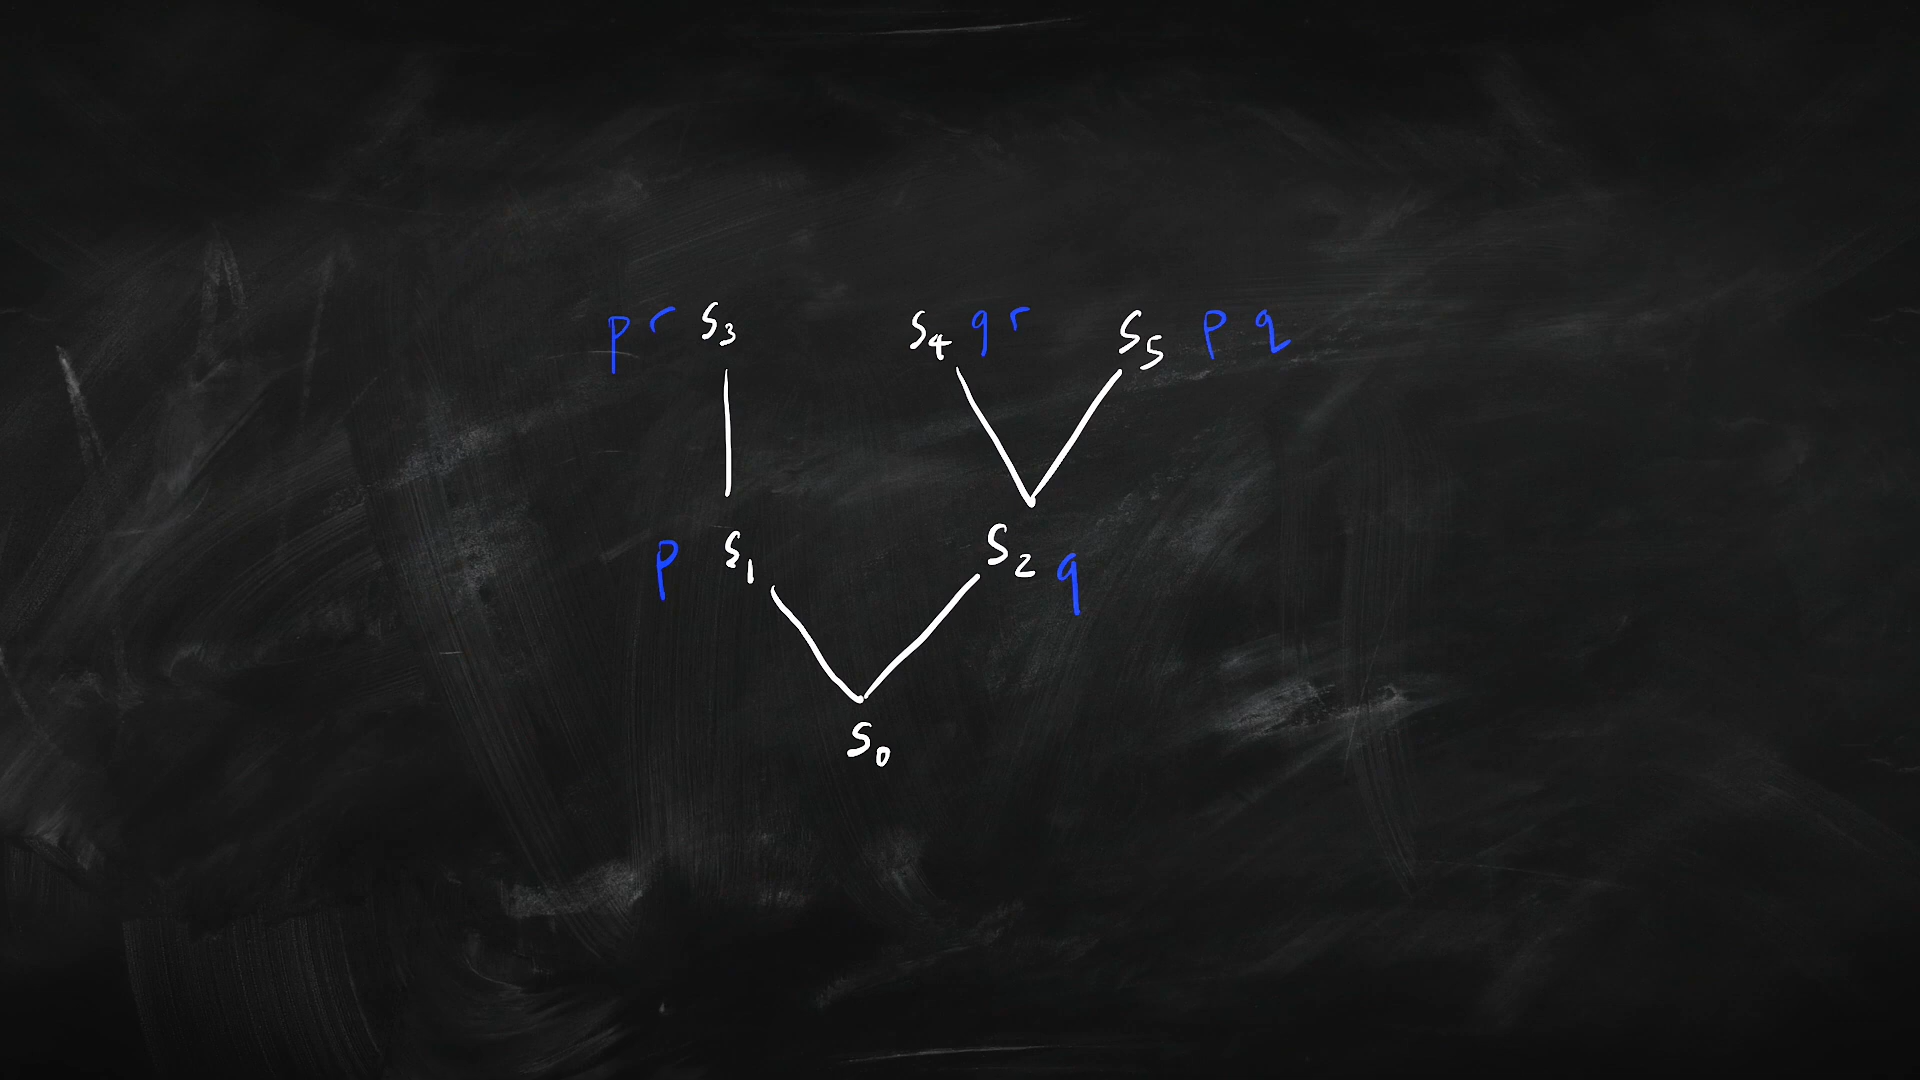 p r s₃ s₄ q r s₅ p q
p s₁ s₂ q
s₀